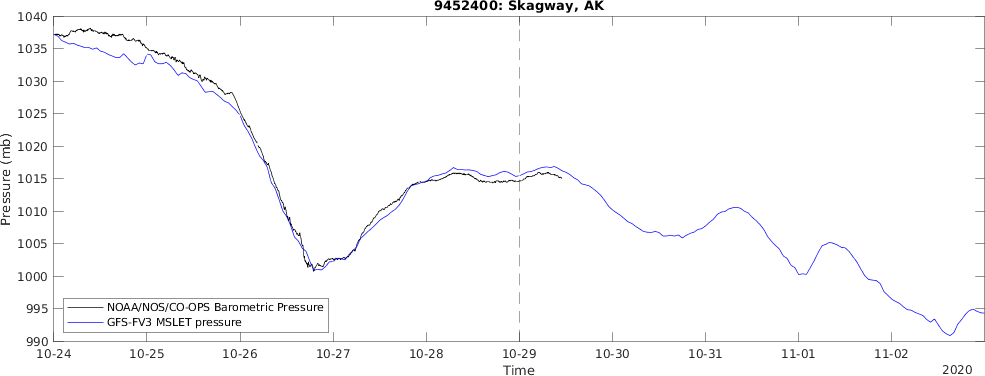 9452400: Skagway, AK
1040
1035
1030
1025
1020
1015
1010
1005
1000
995
990
Pressure (mb)
NOAA/NOS/CO-OPS Barometric Pressure
GFS-FV3 MSLET pressure
10-24 10-25 10-26 10-27 10-28 10-29 10-30 10-31 11-01 11-02
Time
2020